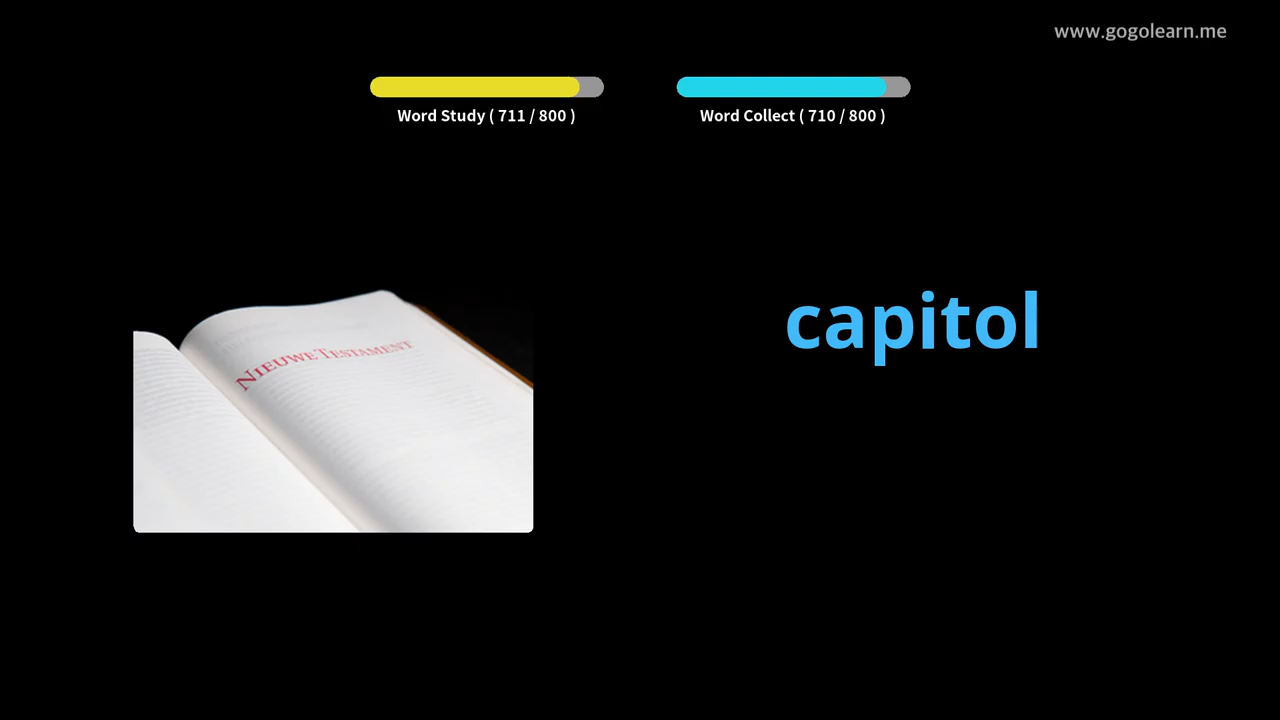 www.gogolearn.me
Word Study ( 711 / 800 )
Word Collect ( 710 / 800 )
NIEUWE TESTAMENT
capitol